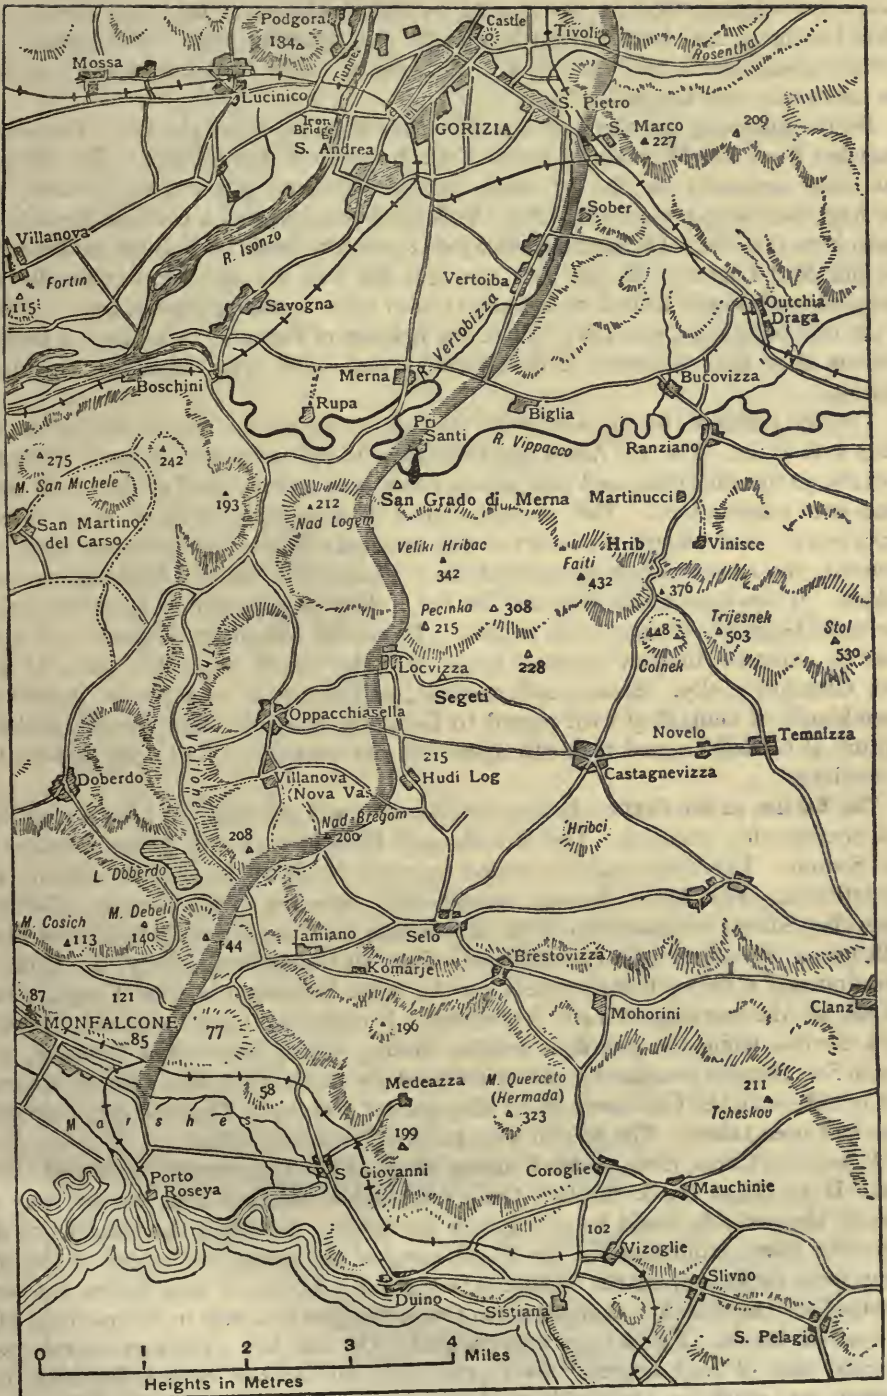 Podgora
184
Castle
Tivoli
Rosenthal
Mossa
Tunnel
Lucinico
Iron
Bridge
GORIZIA
S. Pietro
S. Andrea
S. Marco
227
209
R. Isonzo
Sober
Villanova
Fortin
115
Savogna
Vertoiba
R. Vertobizza
Outchia
Draga
Boschini
Merna
Rupa
Biglia
Bucovizza
Po
Santi
R. Vippacco
Ranziano
275
M. San Michele
242
193
212
Nad Logem
San Grado di Merna
Martinucci
San Martino
del Carso
Veliki Hribac
342
Hrib
Vinisce
Faiti
432
376
Pecinka
215
308
448
Colnek
Trijesnek
503
Stol
530
228
The Vallone
Locvizza
Segeti
Oppacchiasella
Novelo
Temnizza
215
Hudi Log
Castagnevizza
Doberdo
Villanova
(Nova Vas
Nad Bregom
200
208
Hribci
L. Doberdo
M. Cosich
113
M. Debeli
140
144
Jamiano
Selo
Komarje
Brestovizza
121
87
MONFALCONE
85
77
196
Mohorini
Clanz
58
Medeazza
M. Querceto
(Hermada)
323
211
Tcheskou
Marshes
199
S Giovanni
Coroglie
Mauchinie
Porto
Roseya
102
Vizoglie
Duino
Sistiana
Slivno
S. Pelagio
0 1 2 3 4 Miles
Heights in Metres